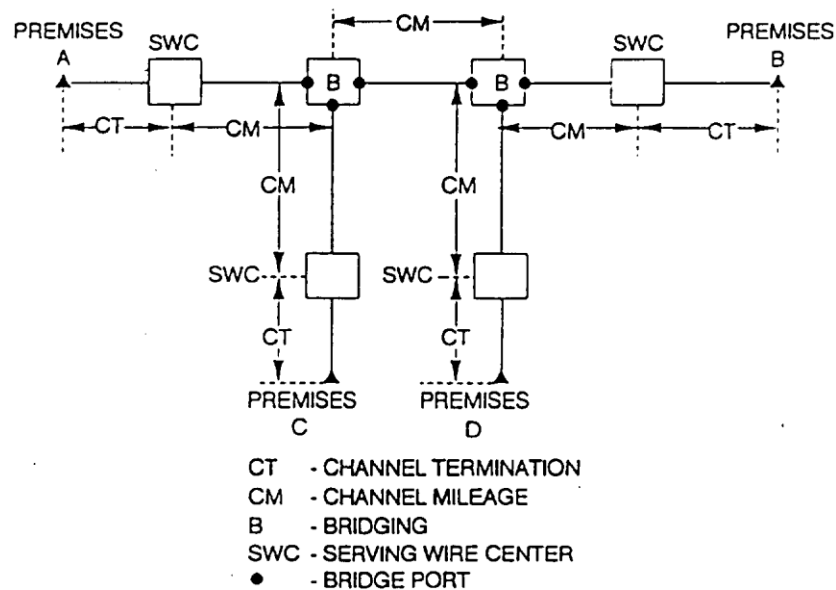 CM
PREMISES
A
SWC
SWC
PREMISES
B
B
B
CT
CM
CM
CT
CM
CM
SWC
SWC
CT
CT
PREMISES
C
PREMISES
D
CT - CHANNEL TERMINATION
CM - CHANNEL MILEAGE
B - BRIDGING
SWC - SERVING WIRE CENTER
● - BRIDGE PORT